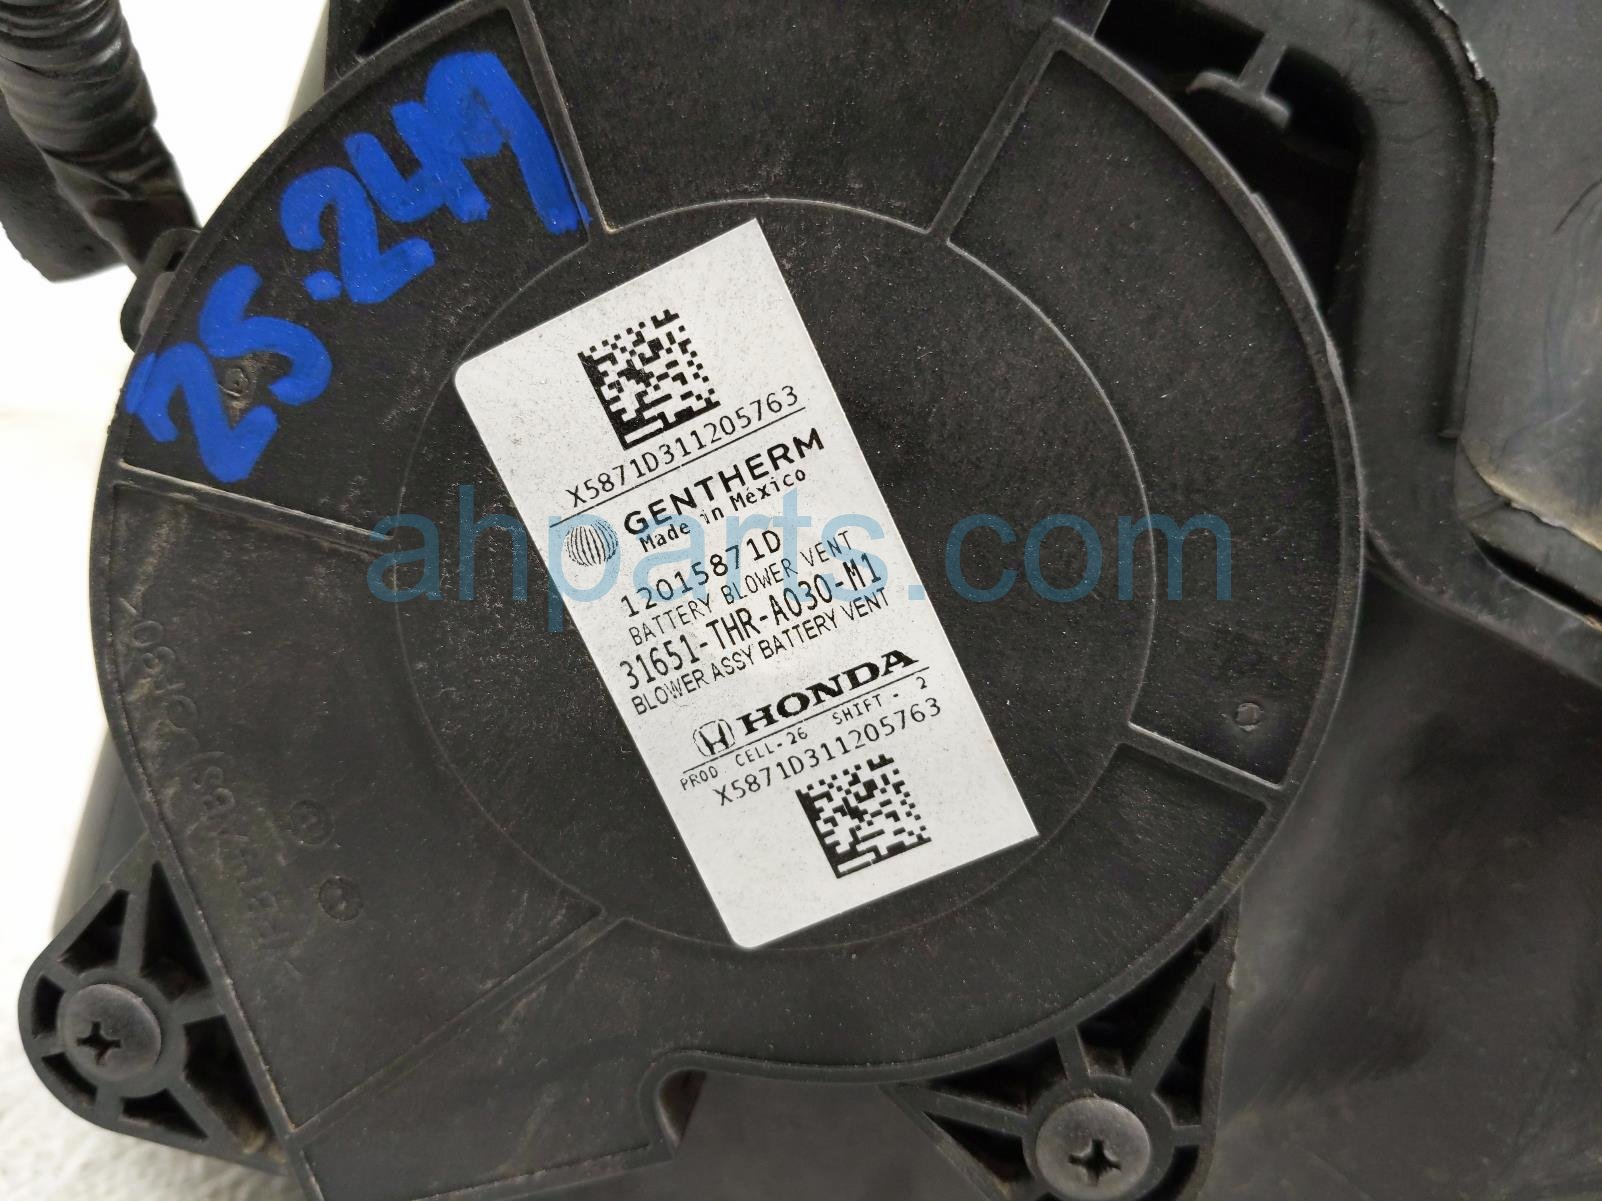 25.249
X5871D311205763
GENTHERM
Made in México
12015871D
BATTERY BLOWER VENT
31651-THR-A030-M1
BLOWER ASSY BATTERY VENT
HONDA
PROD CELL-26 SHIFT - 2
X5871D311205763
ahparts.com